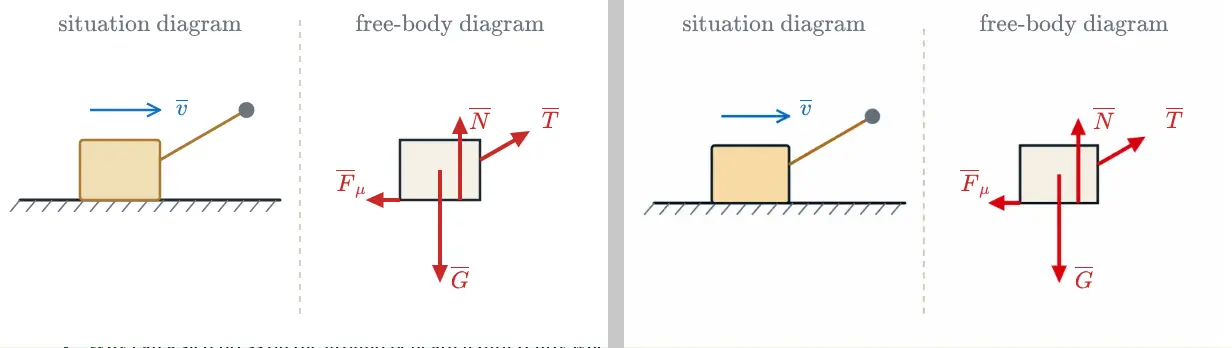 situation diagram
free-body diagram
v̅
N̅
T̅
F̅μ
G̅
situation diagram
free-body diagram
v̅
N̅
T̅
F̅μ
G̅